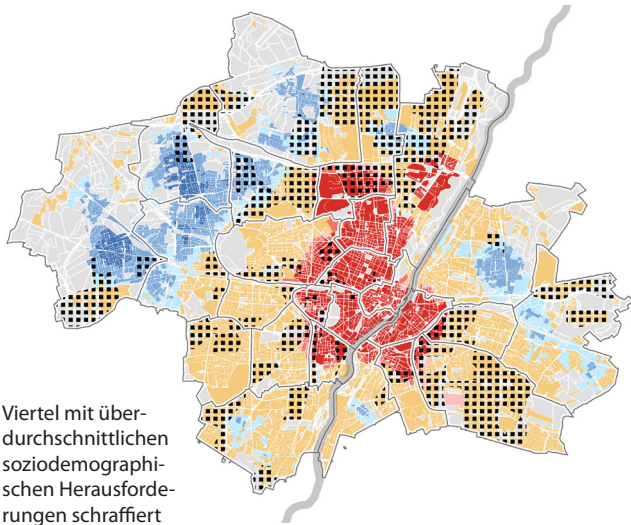 Viertel mit über-
durchschnittlichen
soziodemographi-
schen Herausforde-
rungen schraffiert